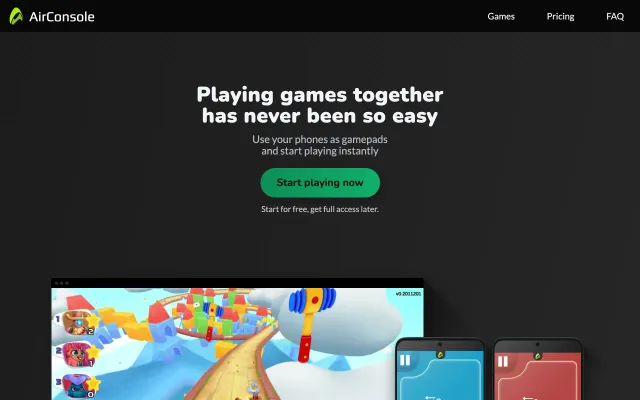 AirConsole
Games
Pricing
FAQ
Playing games together
has never been so easy
Use your phones as gamepads
and start playing instantly
Start playing now
Start for free, get full access later.
v0.2011201
1
2
2
1
3
0